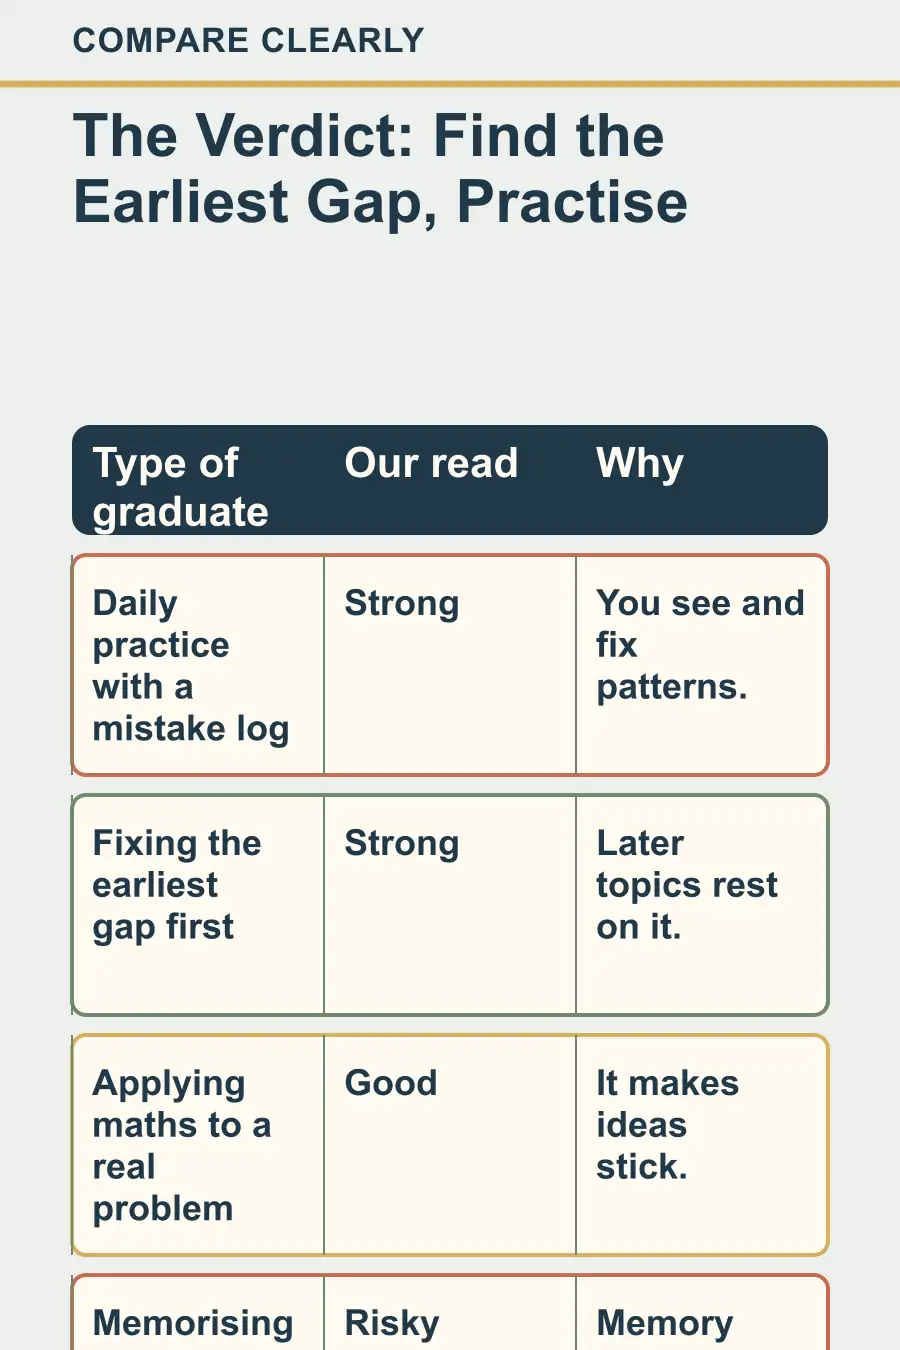 COMPARE CLEARLY
The Verdict: Find the
Earliest Gap, Practise
Type of
graduate
Our read
Why
Daily
practice
with a
mistake log
Strong
You see and
fix
patterns.
Fixing the
earliest
gap first
Strong
Later
topics rest
on it.
Applying
maths to a
real
problem
Good
It makes
ideas
stick.
Memorising
Risky
Memory